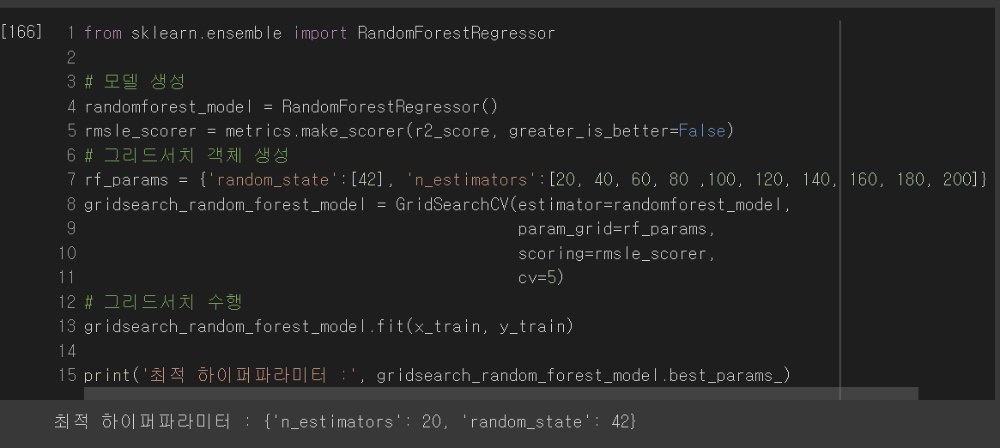 [166] 1 from sklearn.ensemble import RandomForestRegressor
2
3 # 모델 생성
4 randomforest_model = RandomForestRegressor()
5 rmsle_scorer = metrics.make_scorer(r2_score, greater_is_better=False)
6 # 그리드서치 객체 생성
7 rf_params = {'random_state':[42], 'n_estimators':[20, 40, 60, 80 ,100, 120, 140, 160, 180, 200]}
8 gridsearch_random_forest_model = GridSearchCV(estimator=randomforest_model,
9 param_grid=rf_params,
10 scoring=rmsle_scorer,
11 cv=5)
12 # 그리드서치 수행
13 gridsearch_random_forest_model.fit(x_train, y_train)
14
15 print('최적 하이퍼파라미터 :', gridsearch_random_forest_model.best_params_)
최적 하이퍼파라미터 : {'n_estimators': 20, 'random_state': 42}